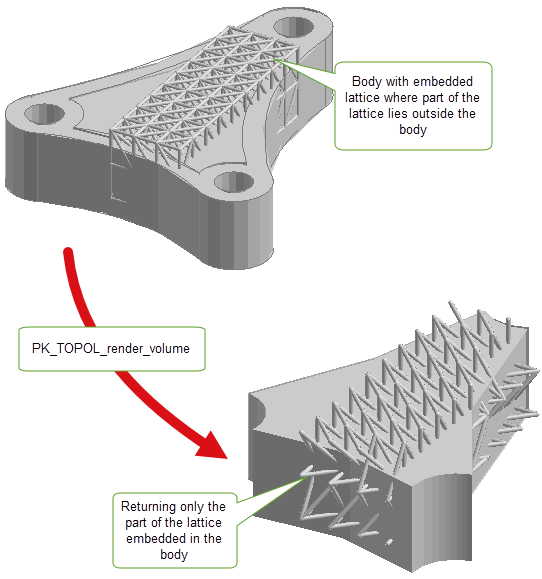 Body with embedded
lattice where part of the
lattice lies outside the
body
PK_TOPOL_render_volume
Returning only the
part of the lattice
embedded in the
body